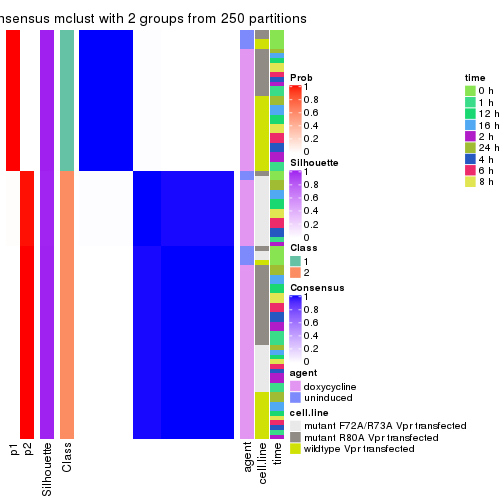 nsensus mclust with 2 groups from 250 partitions
Prob
1
0.8
0.6
0.4
0.2
0
Silhouette
1
0.8
0.6
0.4
0.2
0
Class
1
2
Consensus
1
0.8
0.6
0.4
0.2
0
agent
doxycycline
uninduced
cell.line
mutant F72A/R73A Vpr transfected
mutant R80A Vpr transfected
wildtype Vpr transfected
time
0 h
1 h
12 h
16 h
2 h
24 h
4 h
6 h
8 h
p1
p2
Silhouette
Class
agent
cell.line
time